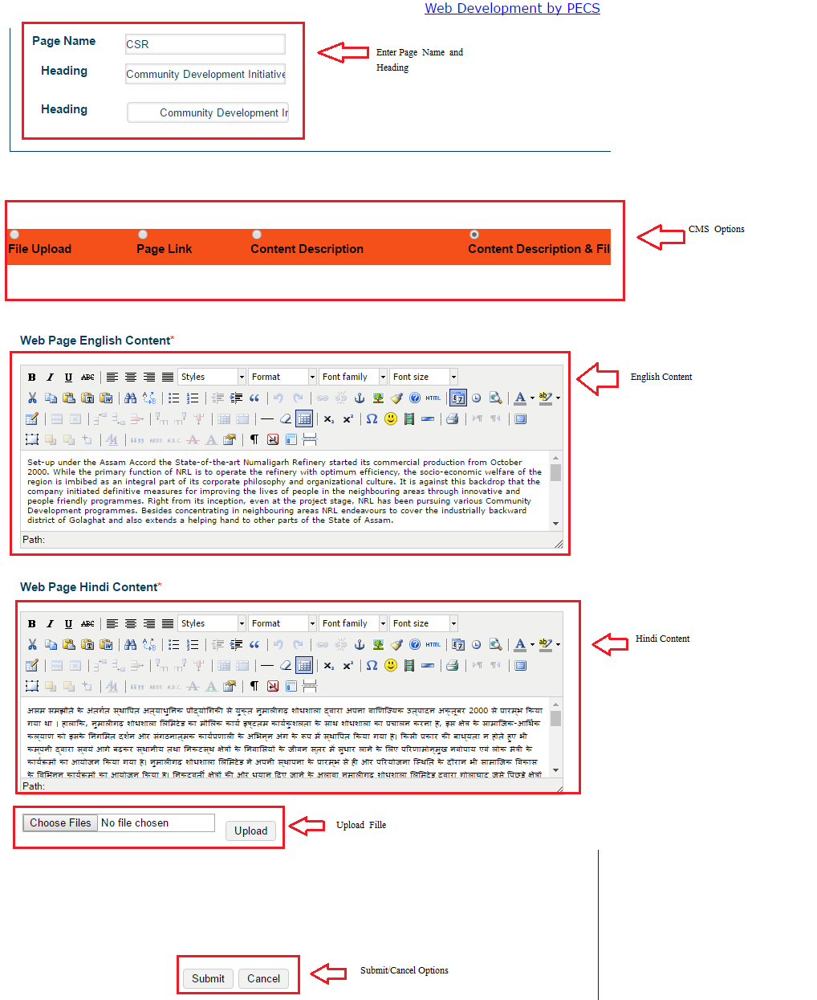 Web Development by PECS
Page Name
CSR
Enter Page Name and
Heading
Heading
Community Development Initiative
Heading
Community Development Ir
CMS Options
File Upload
Page Link
Content Description
Content Description & Fil
Web Page English Content*
B I U ABC Styles Format Font family Font size
English Content
HTML
Set-up under the Assam Accord the State-of-the-art Numaligarh Refinery started its commercial production from October
2000. While the primary function of NRL is to operate the refinery with optimum efficiency, the socio-economic welfare of the
region is imbibed as an integral part of its corporate philosophy and organizational culture. It is against this backdrop that the
company initiated definitive measures for improving the lives of people in the neighbouring areas through innovative and
people friendly programmes. Right from its inception, even at the project stage, NRL has been pursuing various Community
Development programmes. Besides concentrating in neighbouring areas NRL endeavours to cover the industrially backward
district of Golaghat and also extends a helping hand to other parts of the State of Assam.
Path:
Web Page Hindi Content*
B I U ABC Styles Format Font family Font size
Hindi Content
HTML
असम समझौते के अंतर्गत स्थापित अत्याधुनिक प्रौद्योगिकी से युक्त नुमालीगढ़ शोधशाला द्वारा अपना वाणिज्यिक उत्पादन अक्तूबर 2000 से प्रारम्भ किया
गया था । हालांकि, नुमालीगढ़ शोधशाला लिमिटेड का मौलिक कार्य इष्टतम कार्यकुशलता के साथ शोधशाला का प्रचालन करना है, इस क्षेत्र के सामाजिक-आर्थिक
कल्याण को इसके निगमित दर्शन और संगठनात्मक कार्यप्रणाली के अभिन्न अंग के रूप में स्थापित किया गया है। किसी प्रकार की बाध्यता न होते हुए भी
कम्पनी द्वारा स्वयं आगे बढ़कर स्थानीय तथा निकटस्थ क्षेत्रों के निवासियों के जीवन स्तर में सुधार लाने के लिए परिणामोन्मुख नवोपाय एवं लोक मैत्री के
कार्यक्रमों का आयोजन किया गया है। नुमालीगढ़ शोधशाला लिमिटेड ने अपनी स्थापना के प्रारम्भ से ही और परियोजना स्थिति के दौरान भी सामाजिक विकास
के विभिन्न कार्यक्रमों का आयोजन किया है। निकटवर्ती क्षेत्रों की ओर ध्यान दिए जाने के अलावा नुमालीगढ़ शोधशाला लिमिटेड द्वारा गोलाघाट जैसे पिछड़े क्षेत्रों
Path:
Choose Files No file chosen
Upload
Upload Fille
Submit
Cancel
Submit/Cancel Options